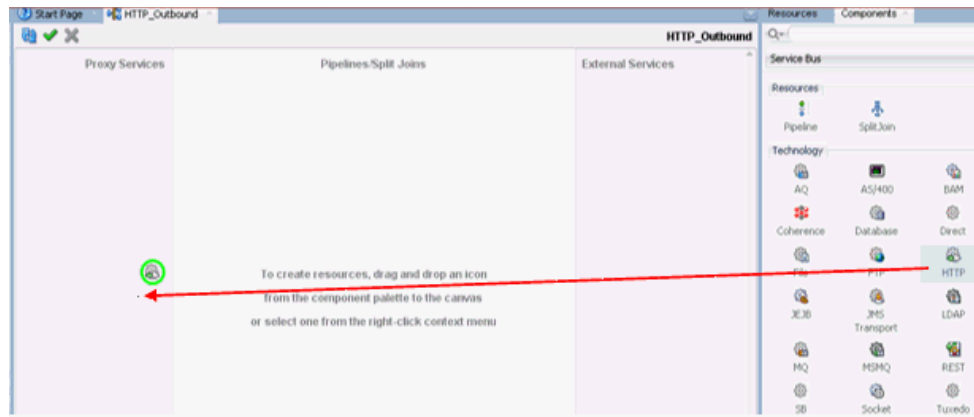 Start Page
HTTP_Outbound
HTTP_Outbound
Proxy Services
Pipelines/Split Joins
External Services
To create resources, drag and drop an icon
from the component palette to the canvas
or select one from the right-click context menu
Resources
Components
Service Bus
Resources
Pipeline
SplitJoin
Technology
AQ
AS/400
BAM
Coherence
Database
Direct
File
FTP
HTTP
JEJB
JMS
Transport
LDAP
MQ
MSMQ
REST
SB
Socket
Tuxedo